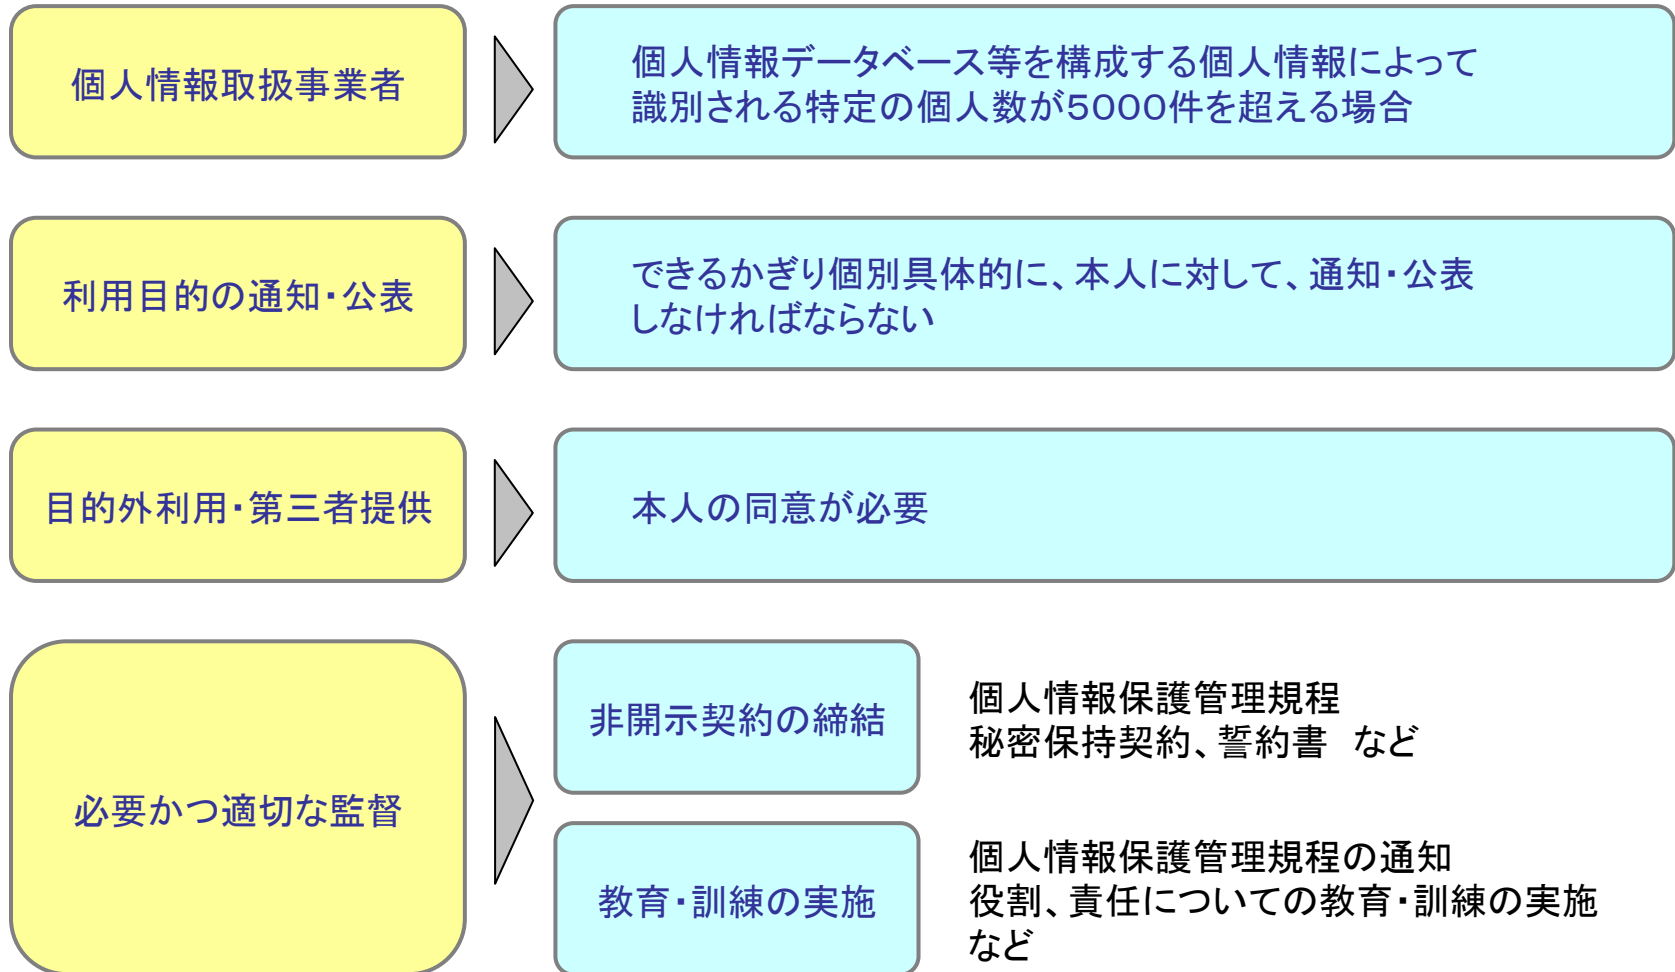 個人情報取扱事業者
個人情報データベース等を構成する個人情報によって
識別される特定の個人数が5000件を超える場合
利用目的の通知・公表
できるかぎり個別具体的に、本人に対して、通知・公表
しなければならない
目的外利用・第三者提供
本人の同意が必要
必要かつ適切な監督
非開示契約の締結
個人情報保護管理規程
秘密保持契約、誓約書　など
教育・訓練の実施
個人情報保護管理規程の通知
役割、責任についての教育・訓練の実施
など